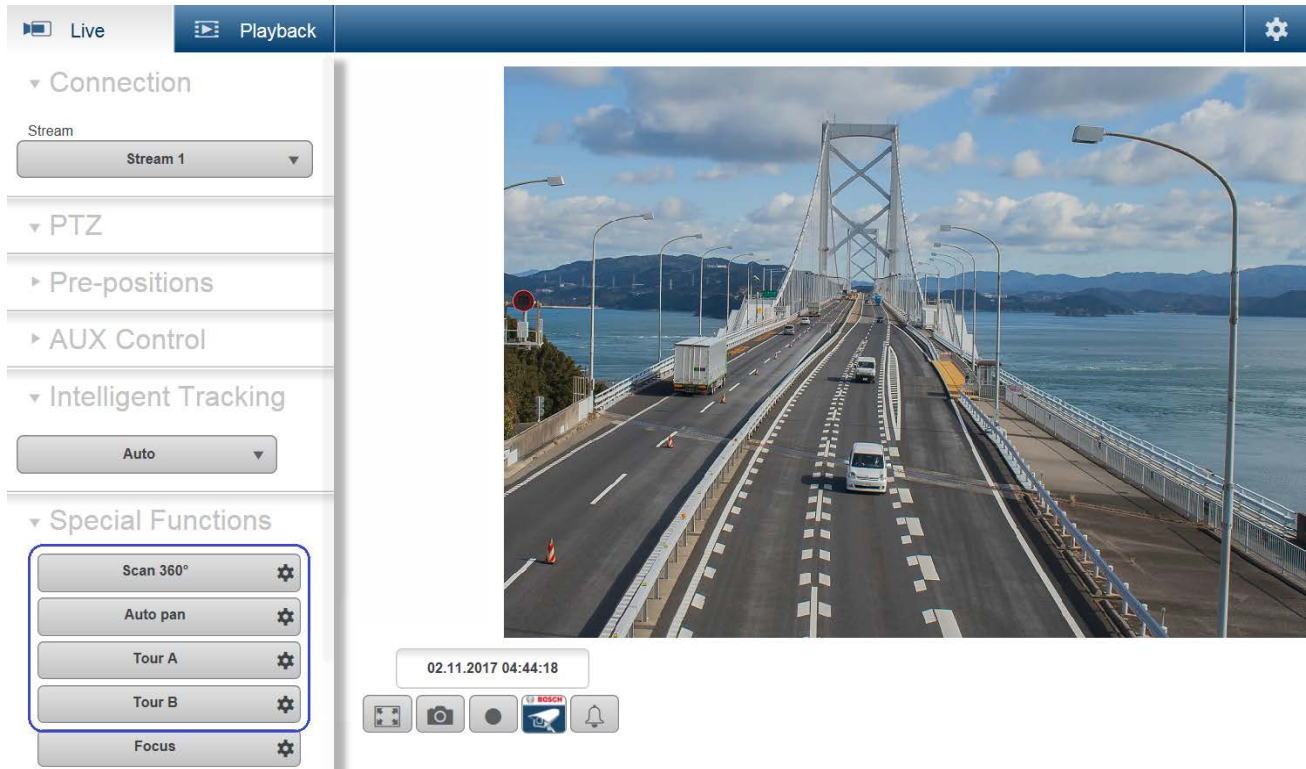 Live
Playback
Connection
Stream
Stream 1
PTZ
Pre-positions
AUX Control
Intelligent Tracking
Auto
Special Functions
Scan 360°
Auto pan
Tour A
Tour B
Focus
02.11.2017 04:44:18
BOSCH